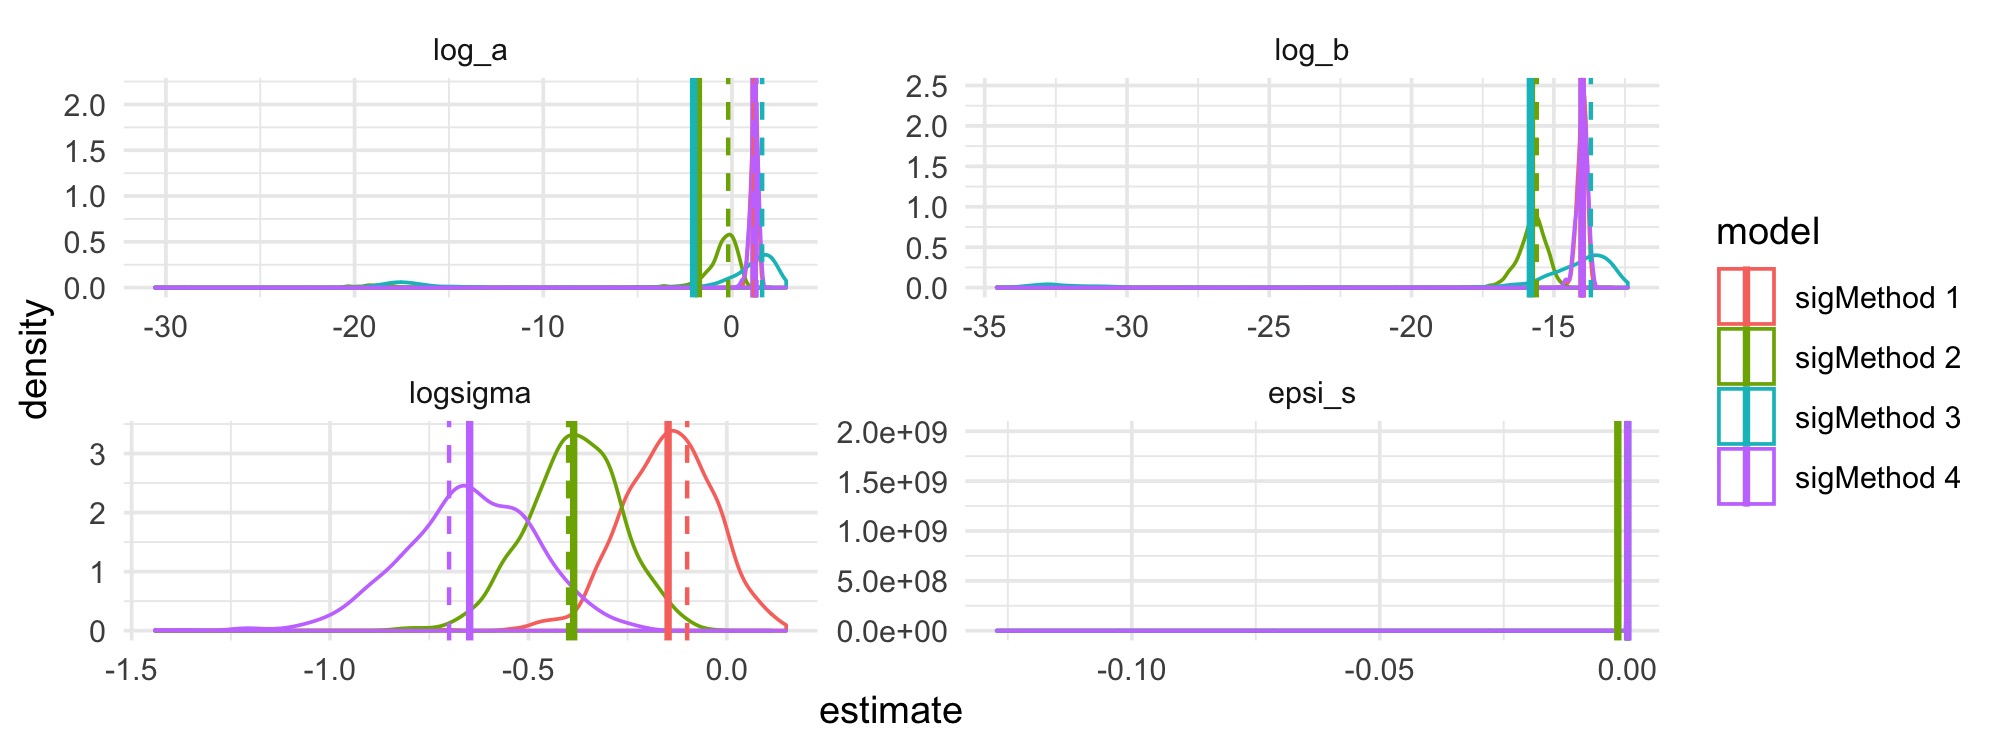 log_a
log_b
2.0
1.5
1.0
0.5
0.0
2.5
2.0
1.5
1.0
0.5
0.0
-30
-20
-10
0
-35
-30
-25
-20
-15
logsigma
epsi_s
3
2
1
0
2.0e+09
1.5e+09
1.0e+09
5.0e+08
0.0e+00
-1.5
-1.0
-0.5
0.0
-0.10
-0.05
0.00
density
estimate
model
sigMethod 1
sigMethod 2
sigMethod 3
sigMethod 4